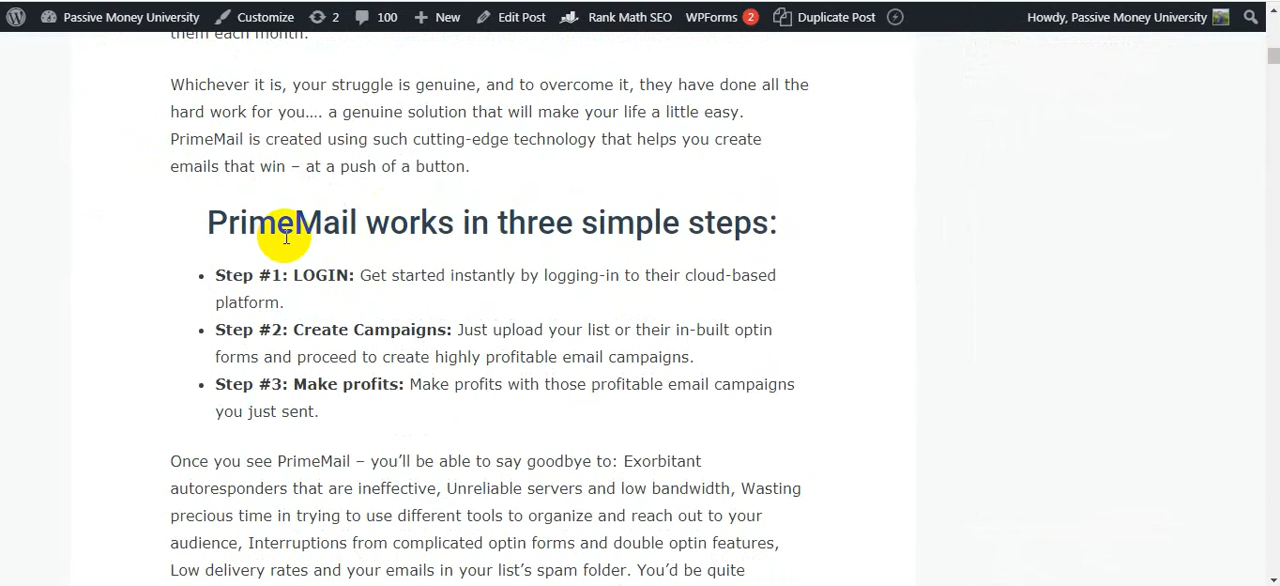 Passive Money University Customize 2 100 New Edit Post Rank Math SEO WPForms 2 Duplicate Post Howdy, Passive Money University
them each month.
Whichever it is, your struggle is genuine, and to overcome it, they have done all the
hard work for you…. a genuine solution that will make your life a little easy.
PrimeMail is created using such cutting-edge technology that helps you create
emails that win – at a push of a button.
PrimeMail works in three simple steps:
• Step #1: LOGIN: Get started instantly by logging-in to their cloud-based
platform.
• Step #2: Create Campaigns: Just upload your list or their in-built optin
forms and proceed to create highly profitable email campaigns.
• Step #3: Make profits: Make profits with those profitable email campaigns
you just sent.
Once you see PrimeMail – you’ll be able to say goodbye to: Exorbitant
autoresponders that are ineffective, Unreliable servers and low bandwidth, Wasting
precious time in trying to use different tools to organize and reach out to your
audience, Interruptions from complicated optin forms and double optin features,
Low delivery rates and your emails in your list’s spam folder. You’d be quite